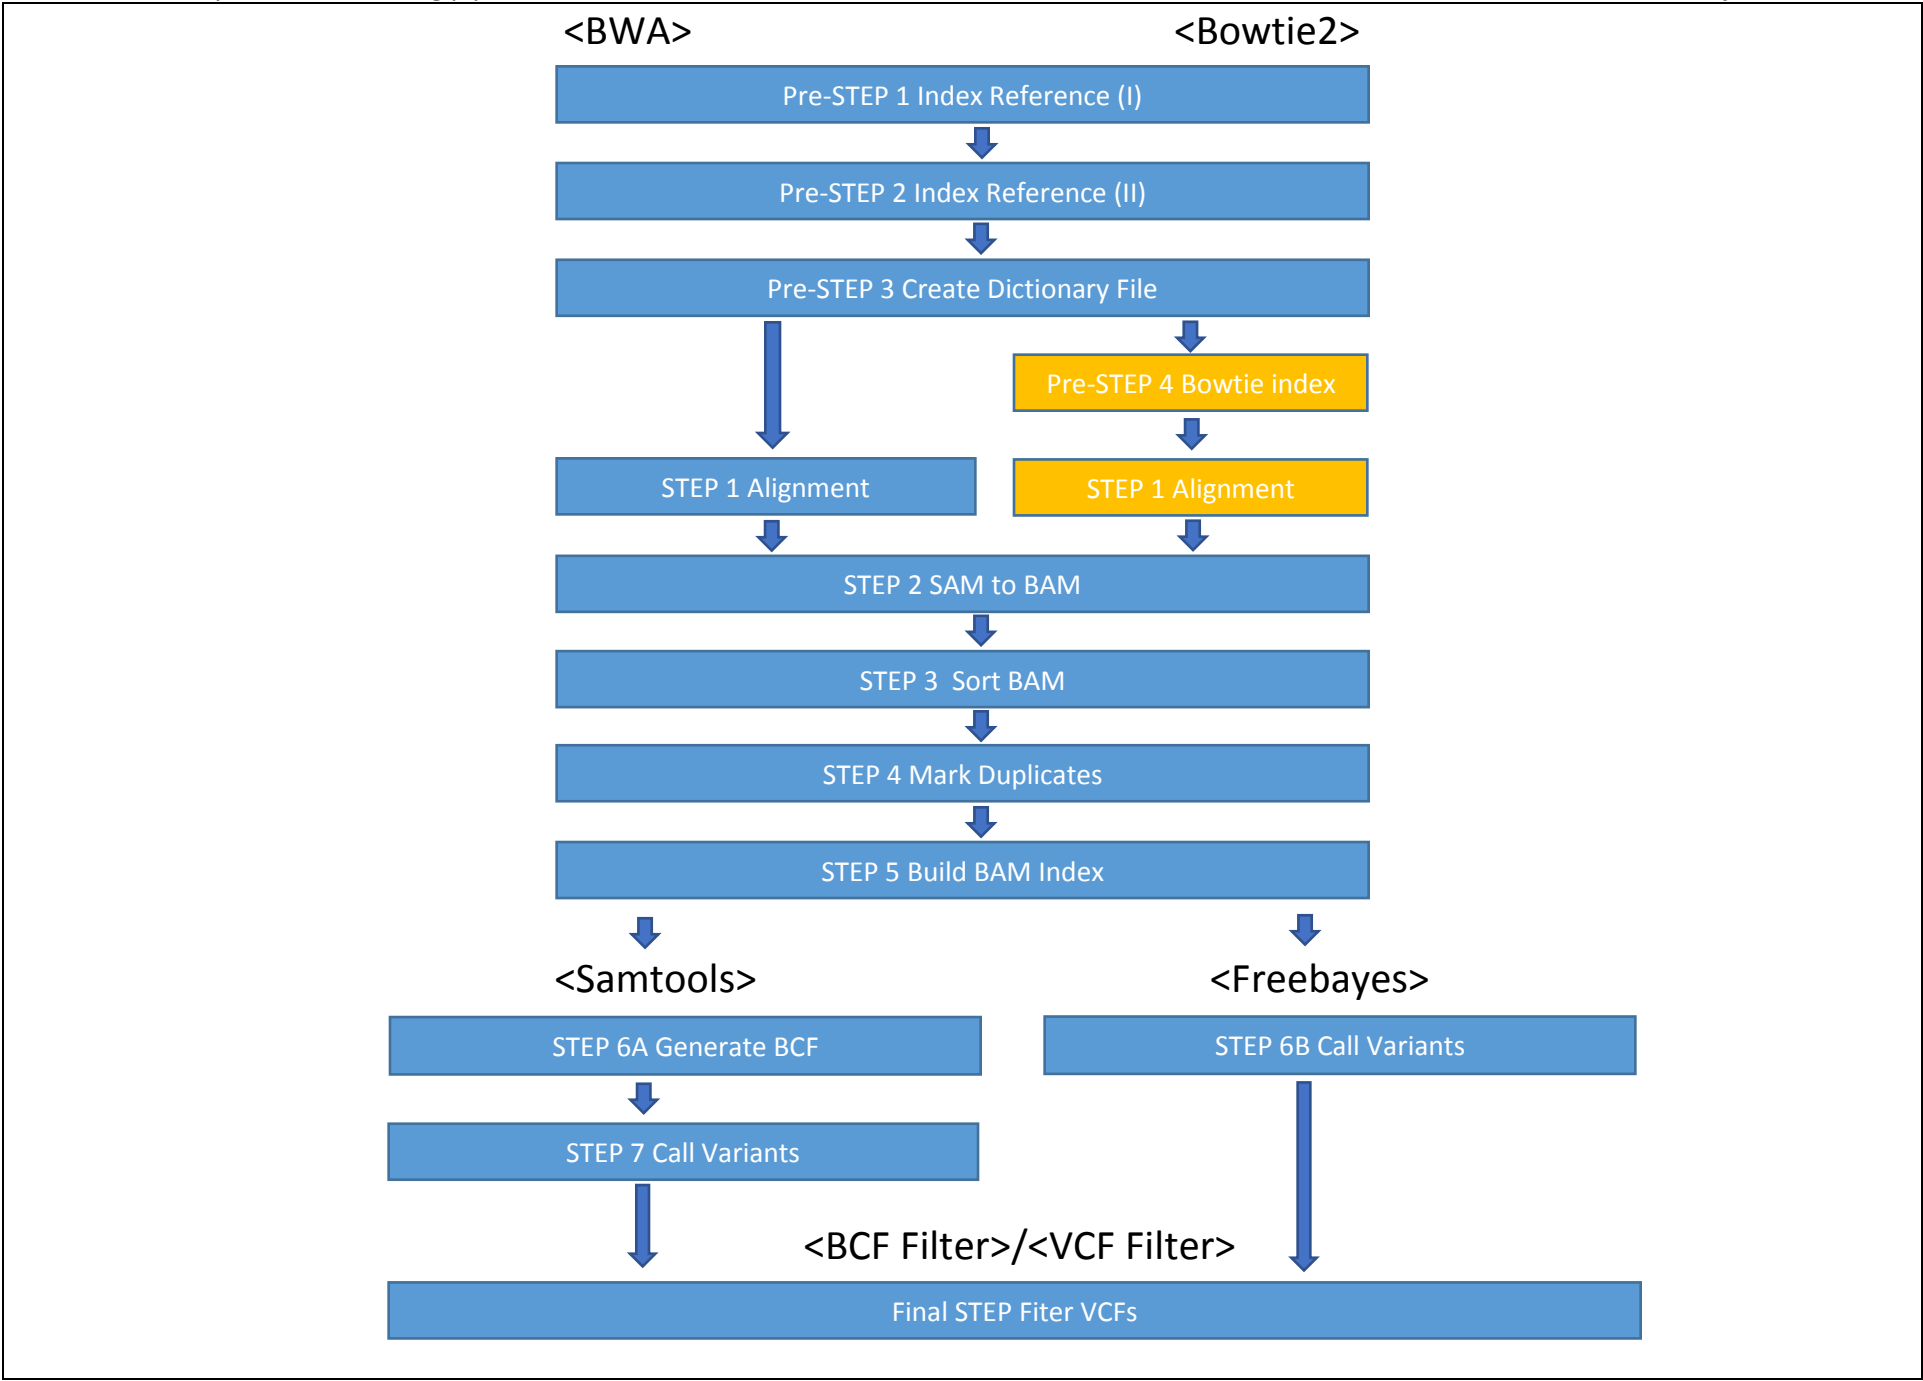 <BWA>
<Bowtie2>
Pre-STEP 1 Index Reference (I)
Pre-STEP 2 Index Reference (II)
Pre-STEP 3 Create Dictionary File
Pre-STEP 4 Bowtie index
STEP 1 Alignment
STEP 1 Alignment
STEP 2 SAM to BAM
STEP 3  Sort BAM
STEP 4 Mark Duplicates
STEP 5 Build BAM Index
<Samtools>
<Freebayes>
STEP 6A Generate BCF
STEP 6B Call Variants
STEP 7 Call Variants
<BCF Filter>/<VCF Filter>
Final STEP Fiter VCFs